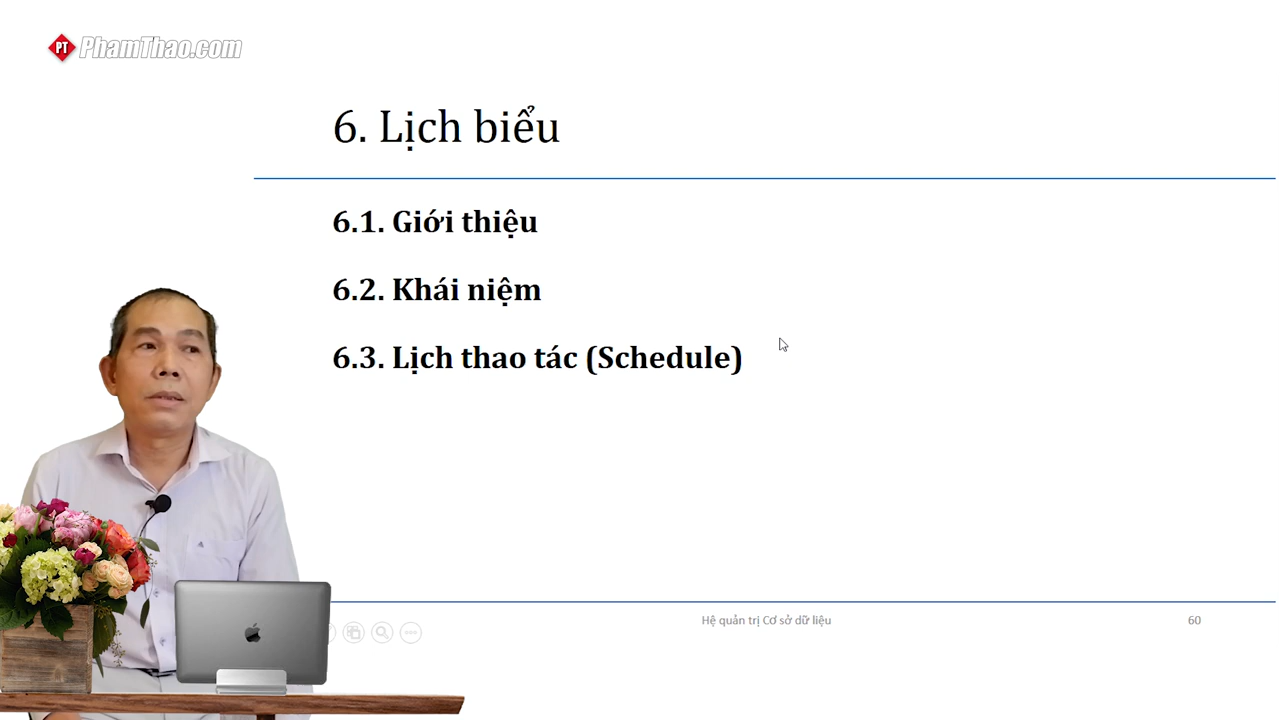 PT PhamThao.com
6. Lịch biểu
6.1. Giới thiệu
6.2. Khái niệm
6.3. Lịch thao tác (Schedule)
Hệ quản trị Cơ sở dữ liệu
60